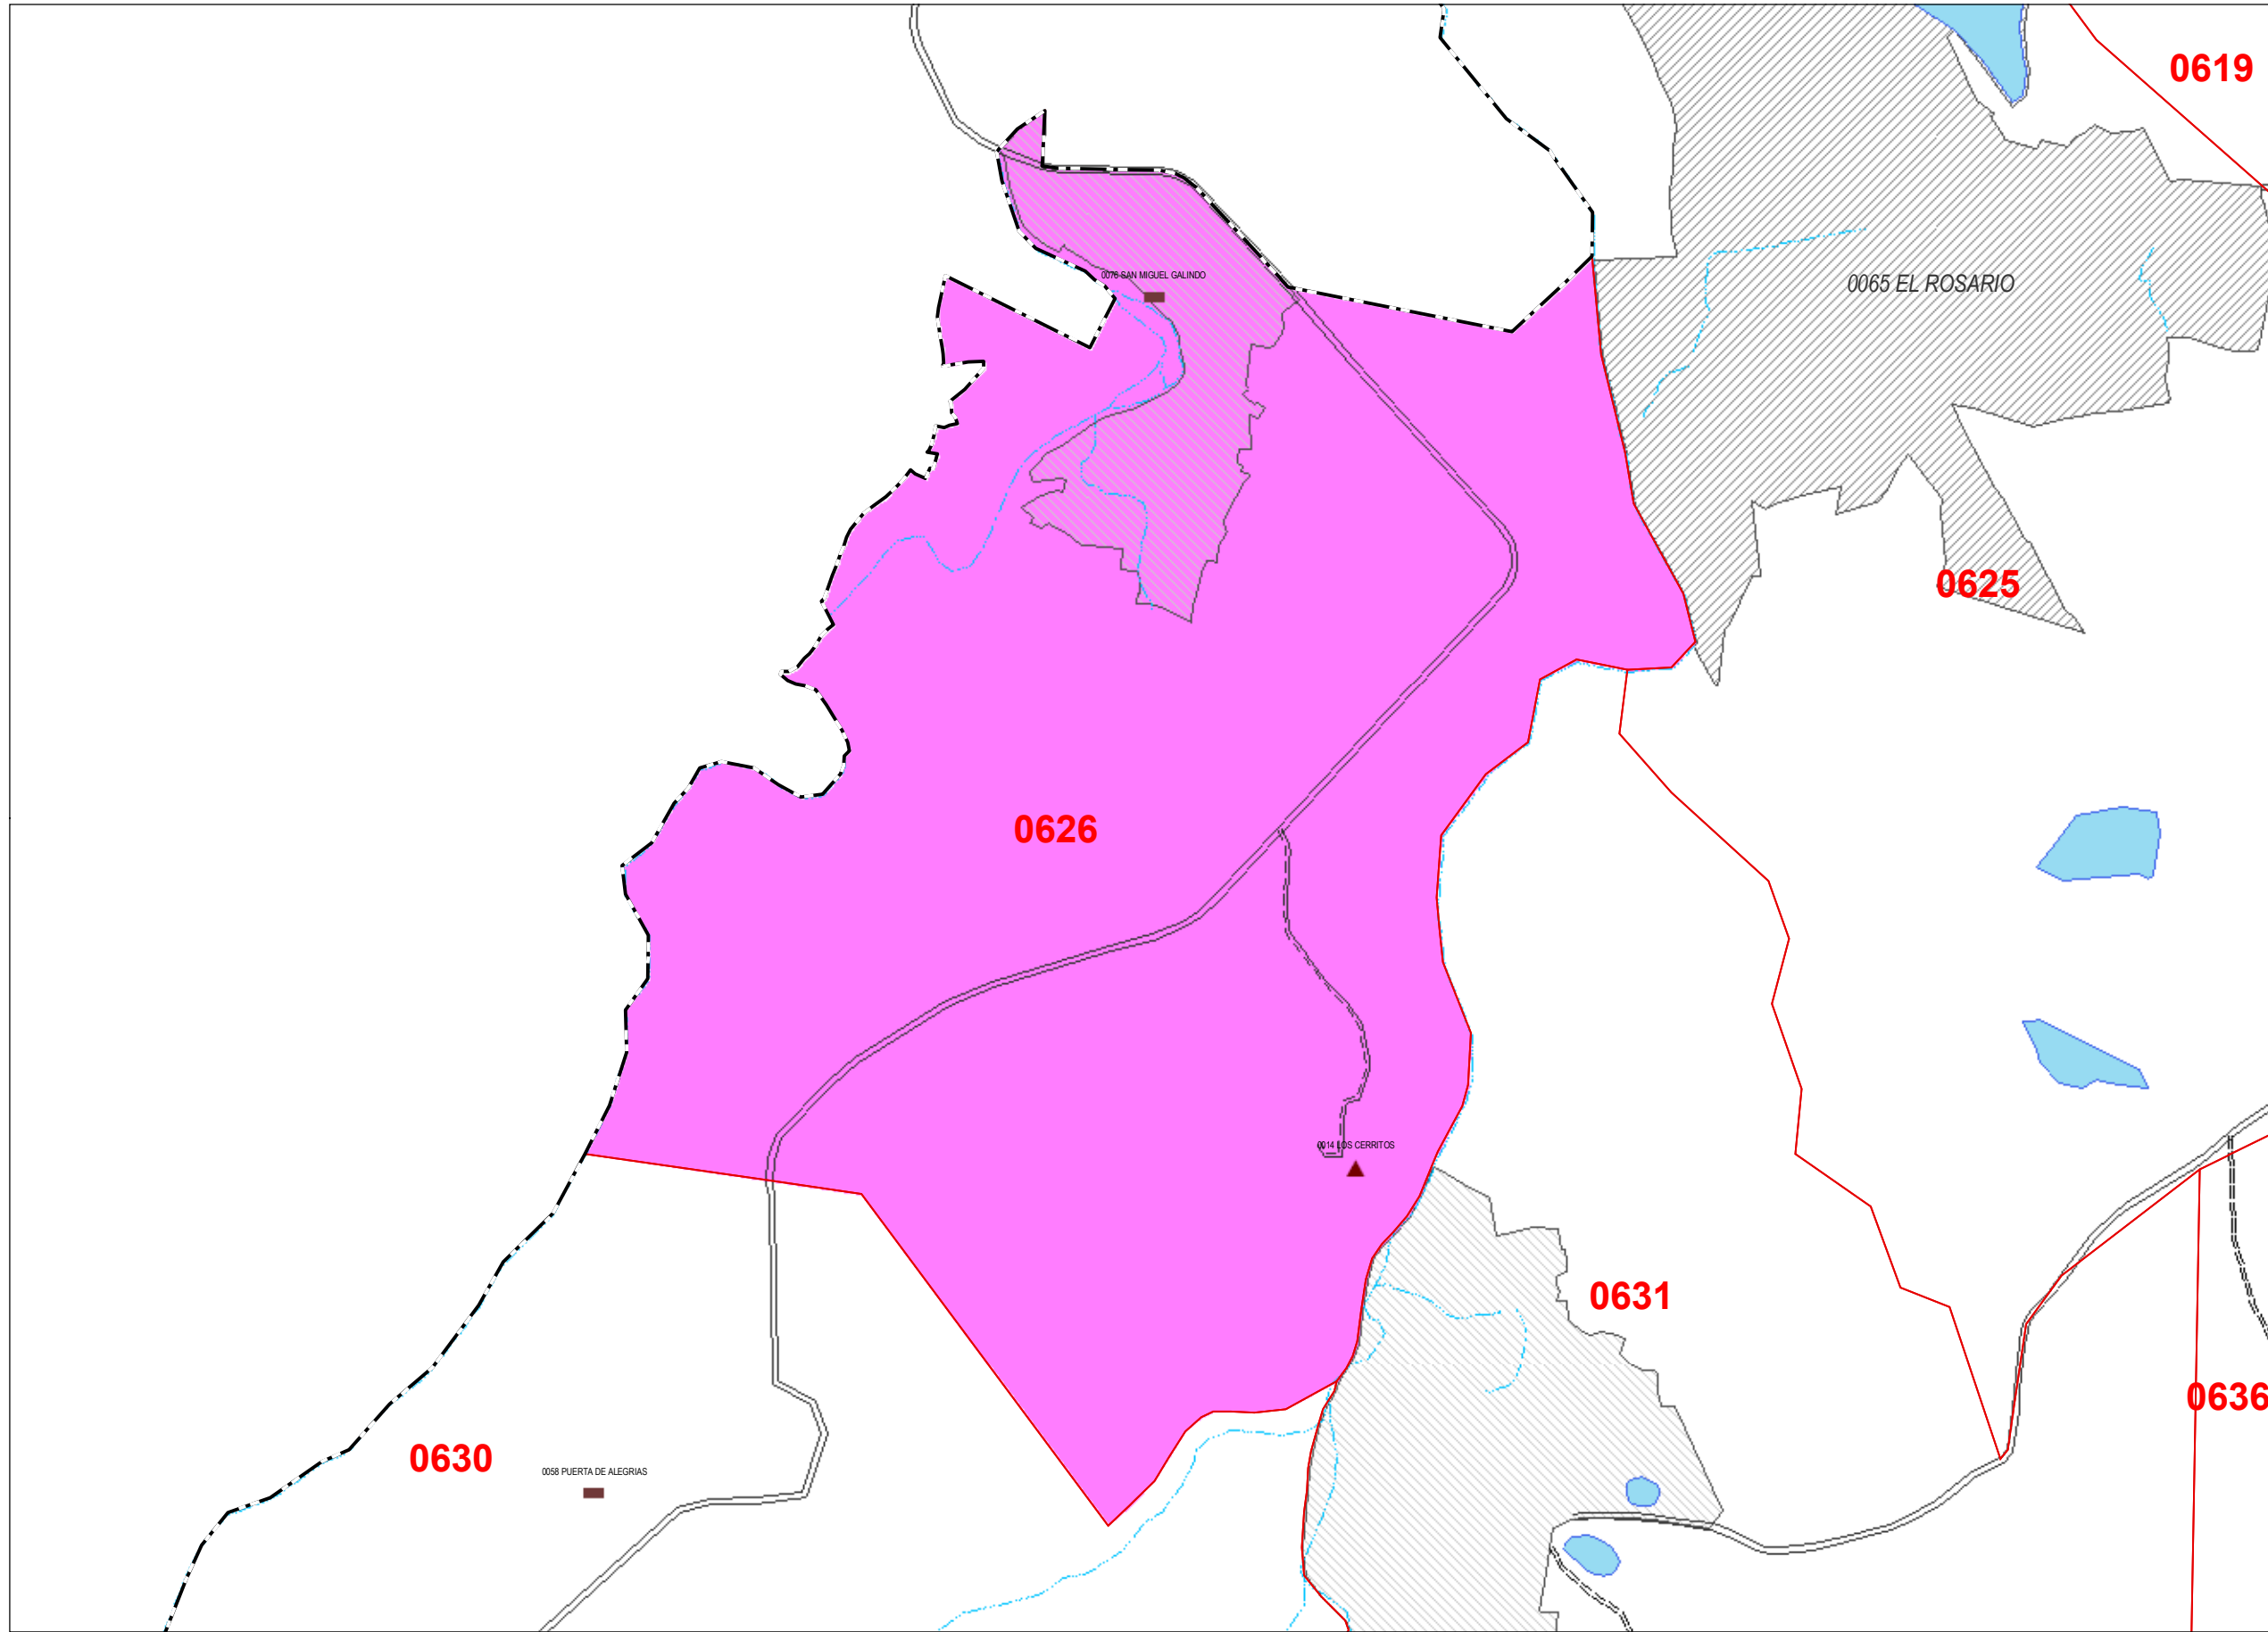 0619
0076 SAN MIGUEL GALINDO
0065 EL ROSARIO
0625
0626
0014 LOS CERRITOS
0631
0636
0630
0058 PUERTA DE ALEGRIAS